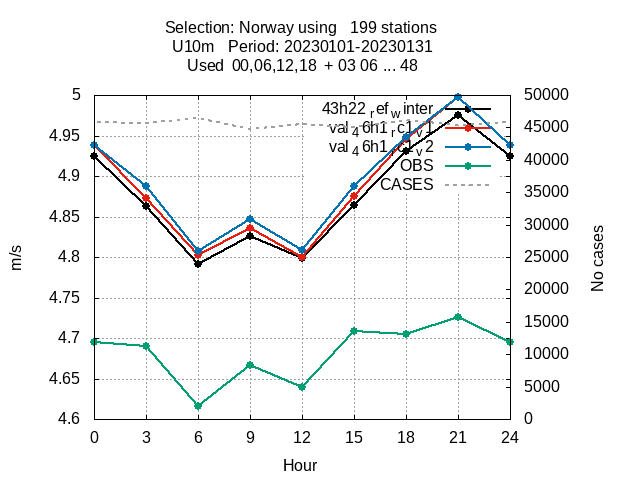 Selection: Norway using   199 stations
U10m   Period: 20230101-20230131
Used  00,06,12,18  + 03 06 ... 48
5
4.95
4.9
4.85
4.8
4.75
4.7
4.65
4.6
m/s
43h22_ref_winter
val_46h1_rc1_v1
val_46h1_rc1_v2
OBS
CASES
50000
45000
40000
35000
30000
25000
20000
15000
10000
5000
0
No cases
0 3 6 9 12 15 18 21 24
Hour